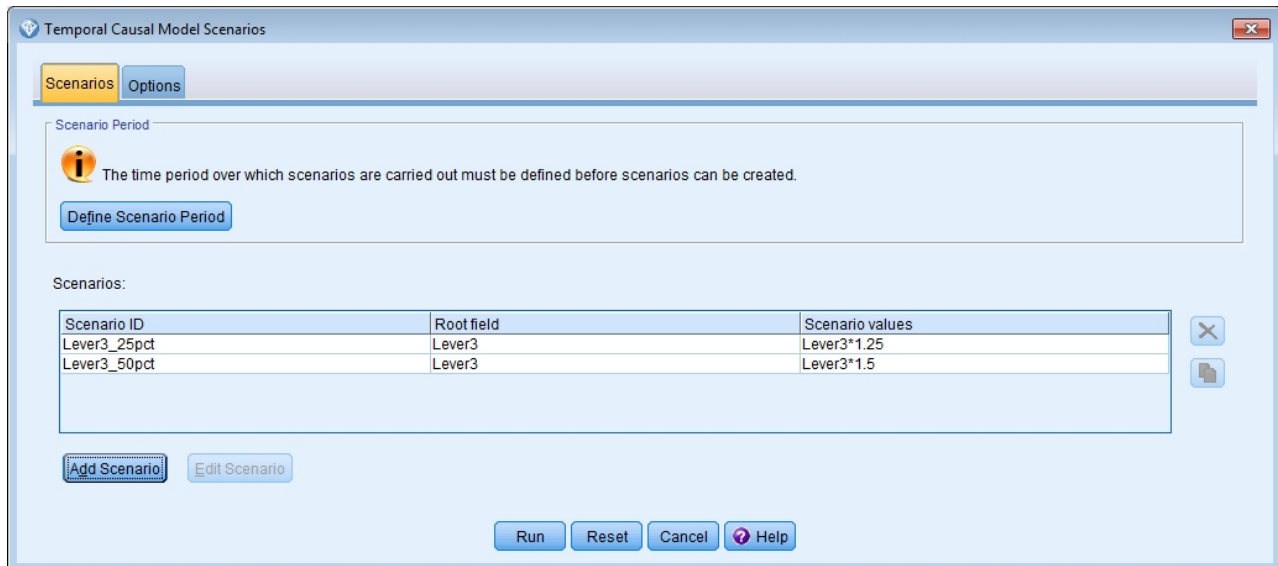 Temporal Causal Model Scenarios
Scenarios Options
Scenario Period
The time period over which scenarios are carried out must be defined before scenarios can be created.
Define Scenario Period
Scenarios:
Scenario ID Root field Scenario values
Lever3_25pct Lever3 Lever3*1.25
Lever3_50pct Lever3 Lever3*1.5
Add Scenario Edit Scenario
Run Reset Cancel Help